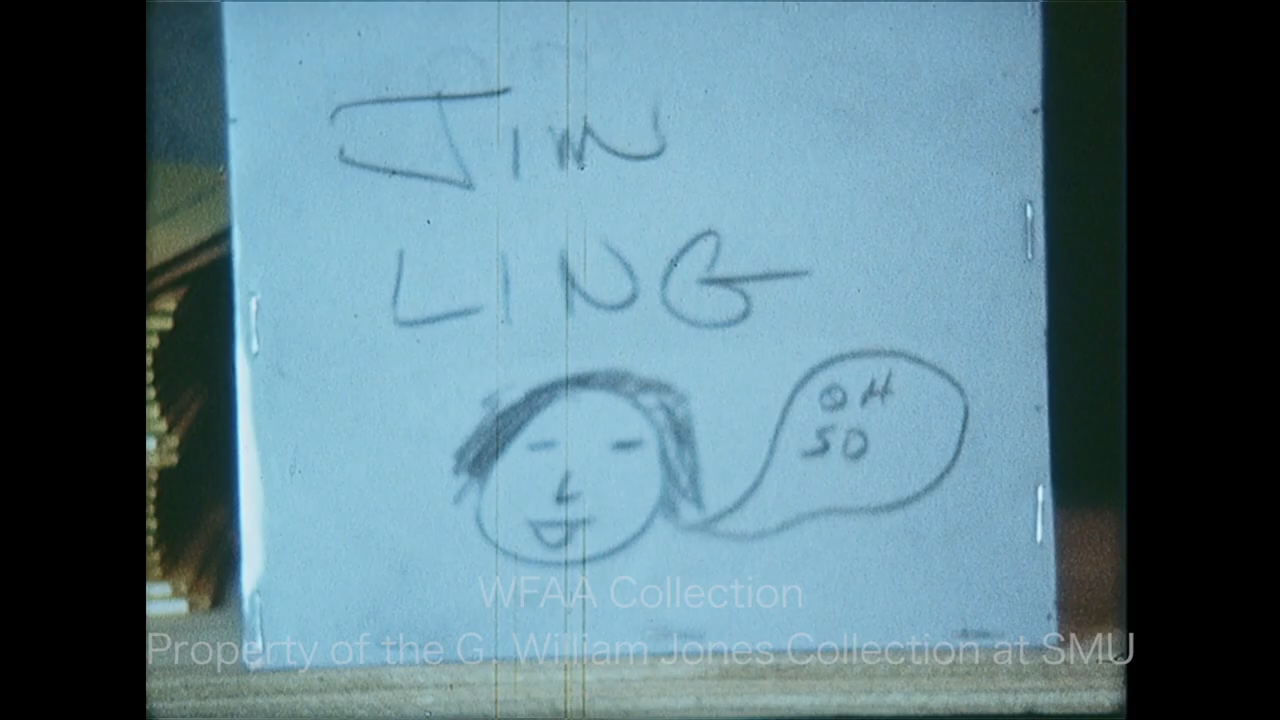 JIM
LING
OH
SO
WFAA Collection
Property of the G. William Jones Collection at SMU